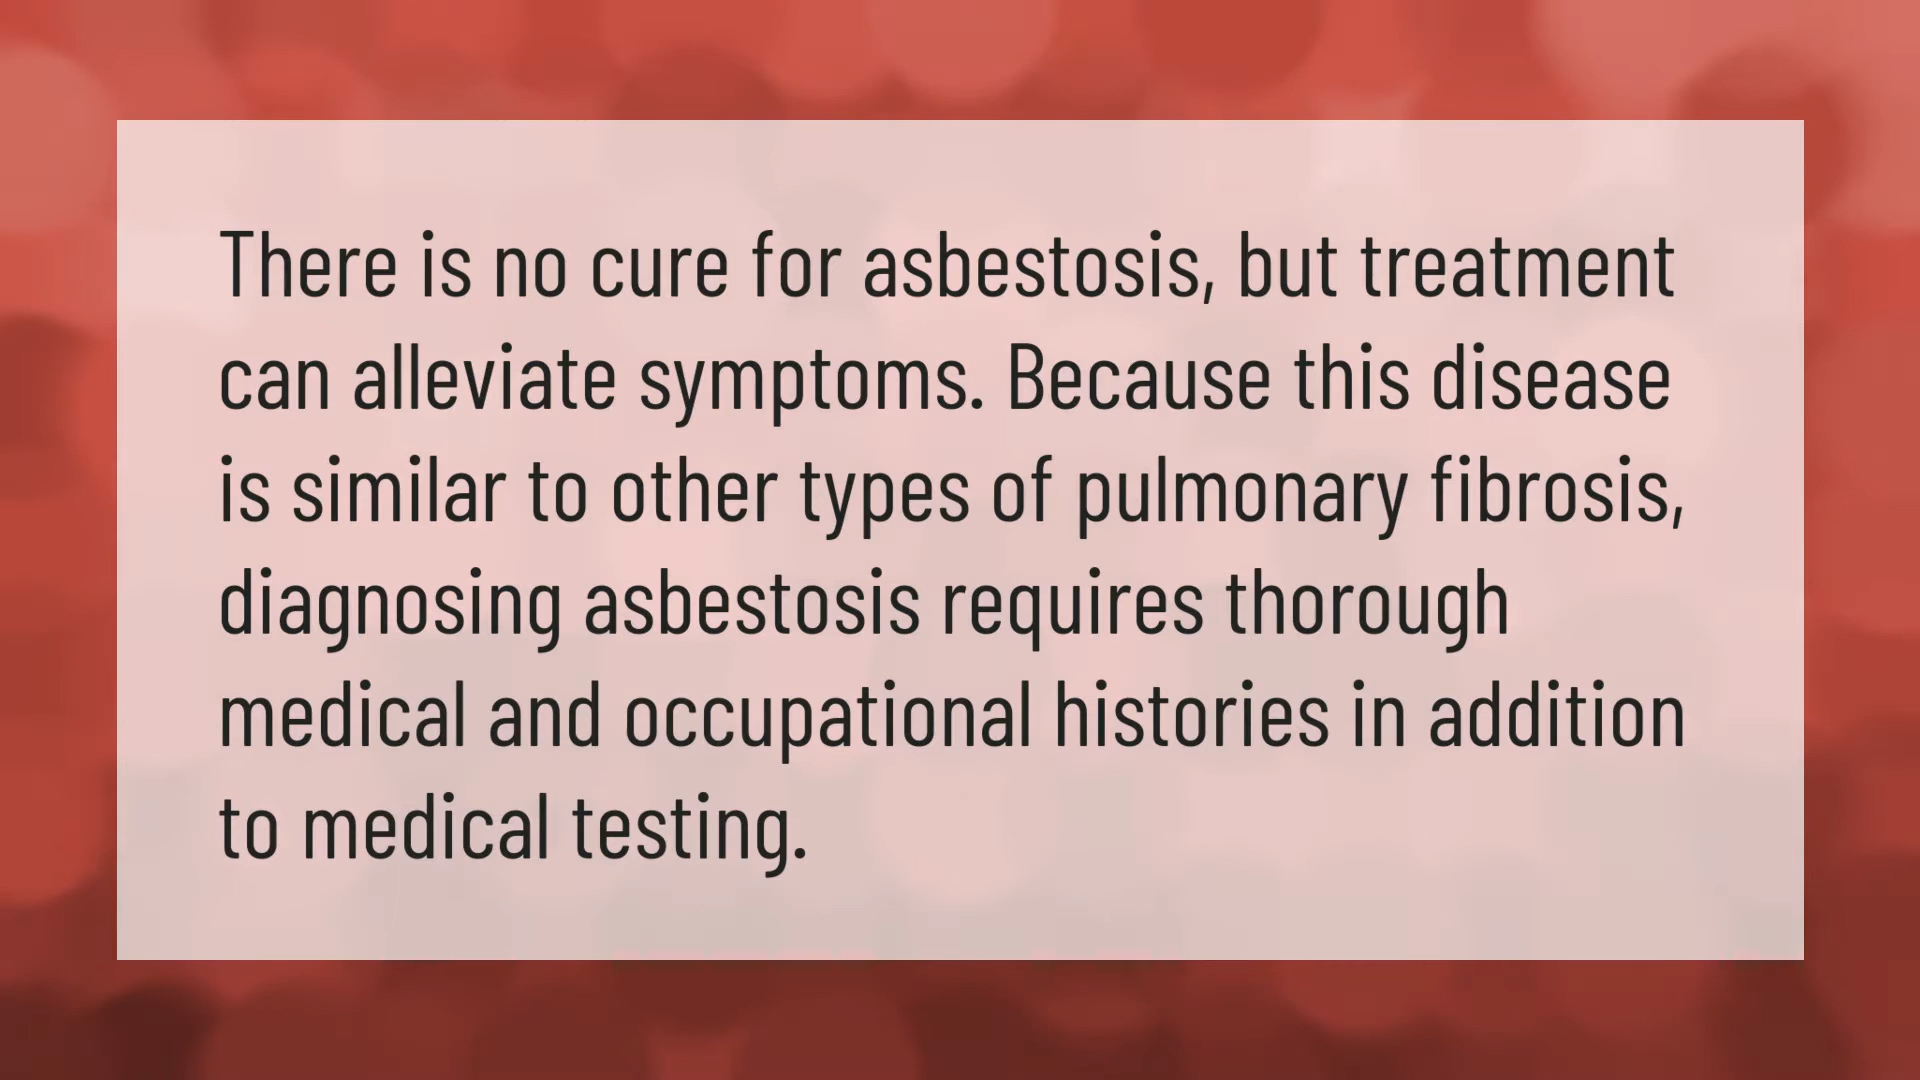 There is no cure for asbestosis, but treatment
can alleviate symptoms. Because this disease
is similar to other types of pulmonary fibrosis,
diagnosing asbestosis requires thorough
medical and occupational histories in addition
to medical testing.